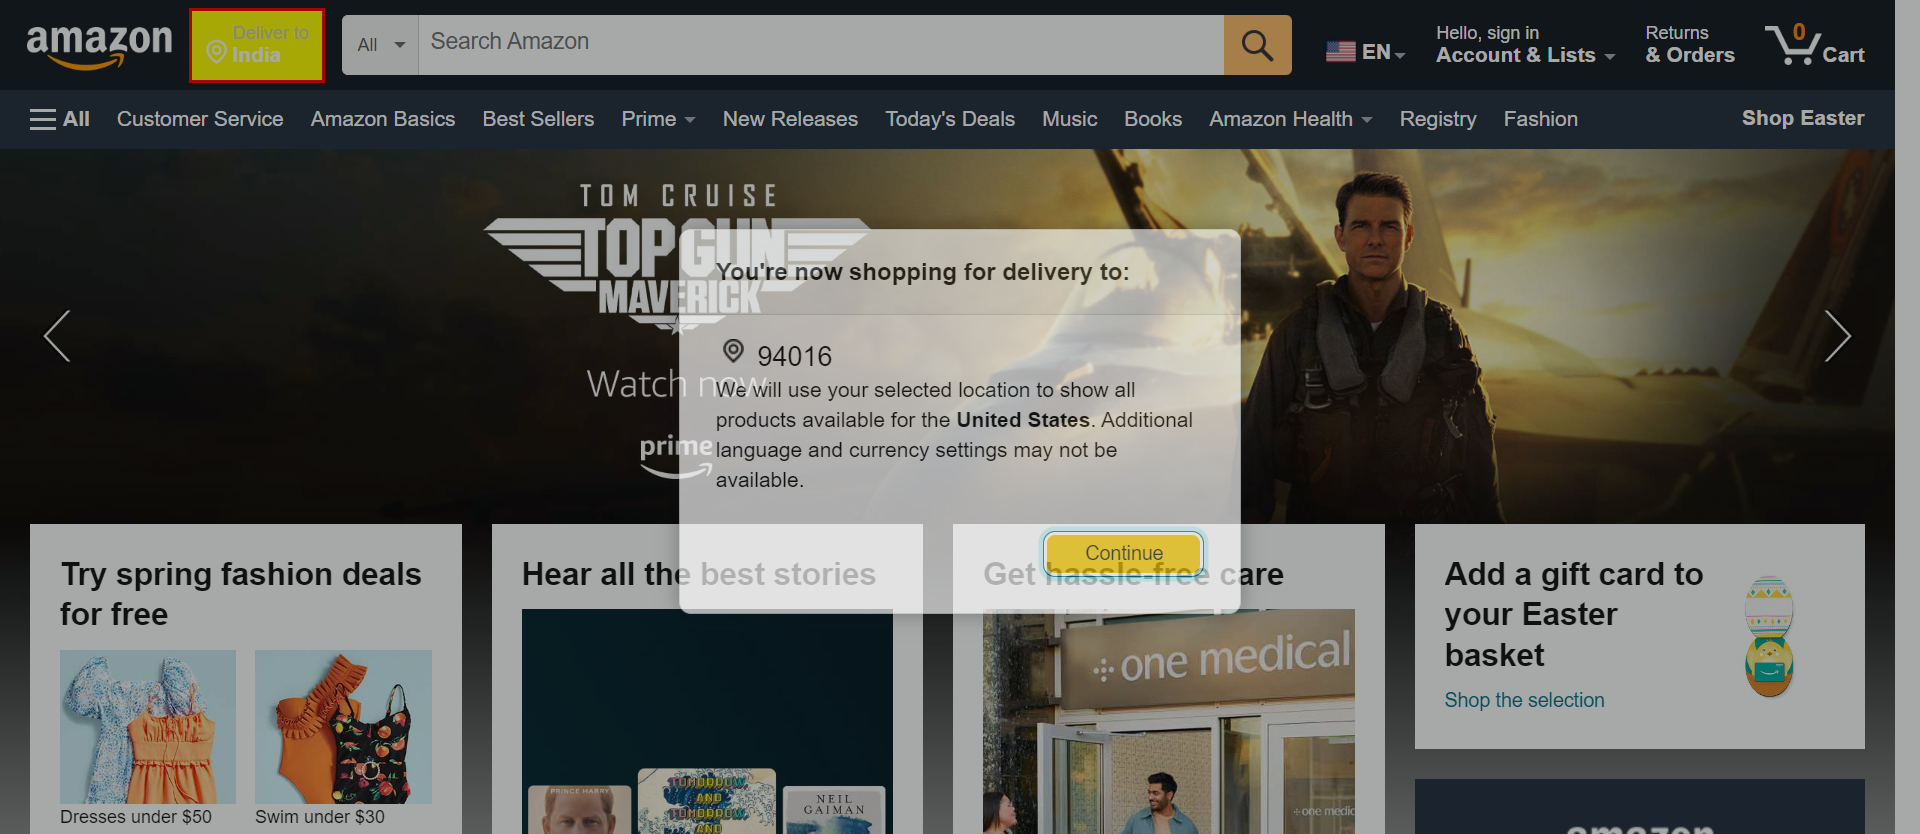 amazon
Deliver to
India
All
Search Amazon
EN
Hello, sign in
Account & Lists
Returns
& Orders
0
Cart
All
Customer Service
Amazon Basics
Best Sellers
Prime
New Releases
Today's Deals
Music
Books
Amazon Health
Registry
Fashion
Shop Easter
TOM CRUISE
TOP GUN
MAVERICK
Watch now
prime
You're now shopping for delivery to:
94016
We will use your selected location to show all
products available for the United States. Additional
language and currency settings may not be
available.
Continue
Try spring fashion deals
for free
Dresses under $50
Swim under $30
Hear all the best stories
PRINCE HARRY
TOMORROW
AND
TOMORROW
AND
NEIL
GAIMAN
Get hassle-free care
one medical
one medic
Add a gift card to
your Easter
basket
Shop the selection
amazon